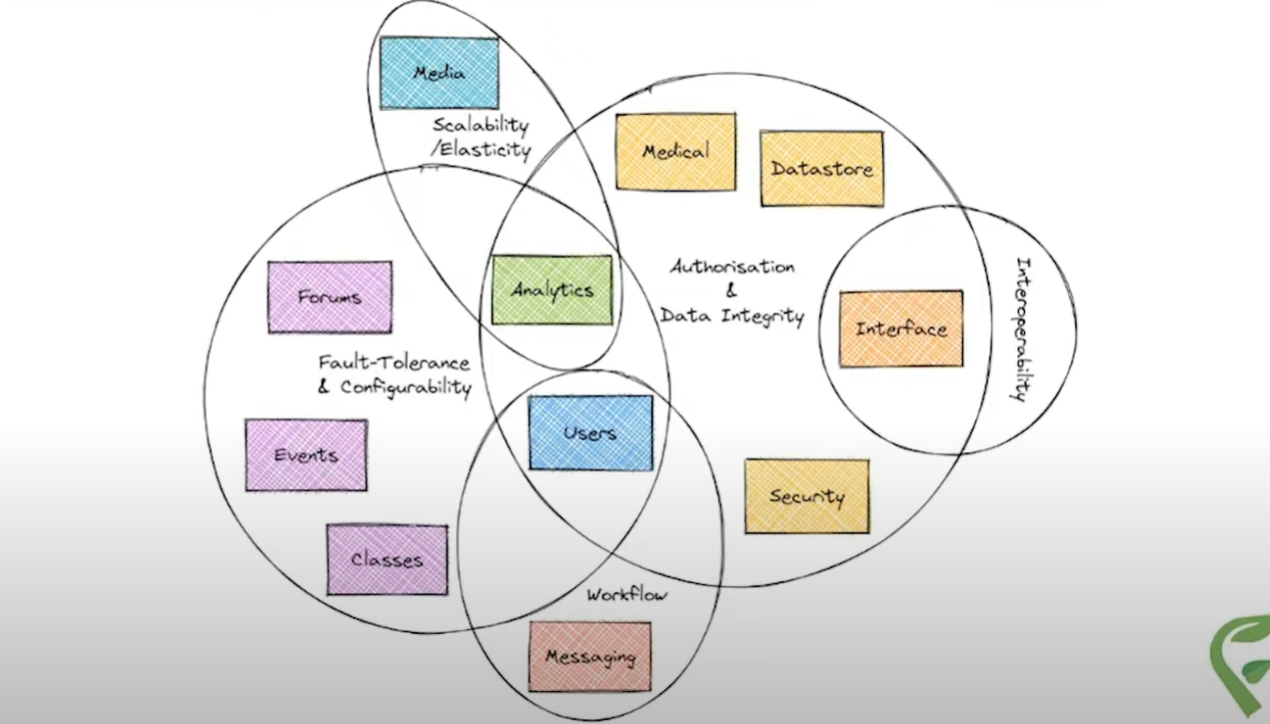 Media
Scalability
/Elasticity
Medical
Datastore
Forums
Analytics
Authorisation
&
Data Integrity
Interface
Interoperability
Fault-Tolerance
& Configurability
Users
Events
Security
Classes
Workflow
Messaging